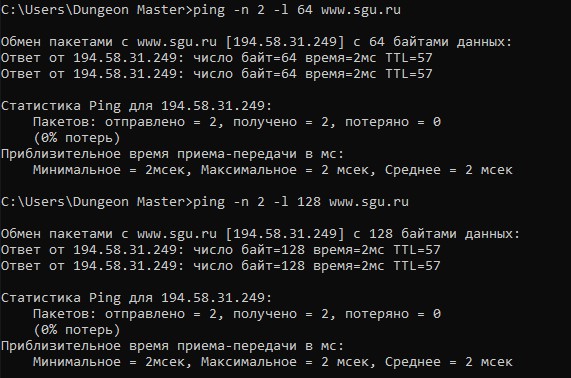 C:\Users\Dungeon Master>ping -n 2 -l 64 www.sgu.ru
Обмен пакетами с www.sgu.ru [194.58.31.249] с 64 байтами данных:
Ответ от 194.58.31.249: число байт=64 время=2мс TTL=57
Ответ от 194.58.31.249: число байт=64 время=2мс TTL=57
Статистика Ping для 194.58.31.249:
Пакетов: отправлено = 2, получено = 2, потеряно = 0
(0% потерь)
Приблизительное время приема-передачи в мс:
Минимальное = 2мсек, Максимальное = 2 мсек, Среднее = 2 мсек
C:\Users\Dungeon Master>ping -n 2 -l 128 www.sgu.ru
Обмен пакетами с www.sgu.ru [194.58.31.249] с 128 байтами данных:
Ответ от 194.58.31.249: число байт=128 время=2мс TTL=57
Ответ от 194.58.31.249: число байт=128 время=2мс TTL=57
Статистика Ping для 194.58.31.249:
Пакетов: отправлено = 2, получено = 2, потеряно = 0
(0% потерь)
Приблизительное время приема-передачи в мс:
Минимальное = 2мсек, Максимальное = 2 мсек, Среднее = 2 мсек